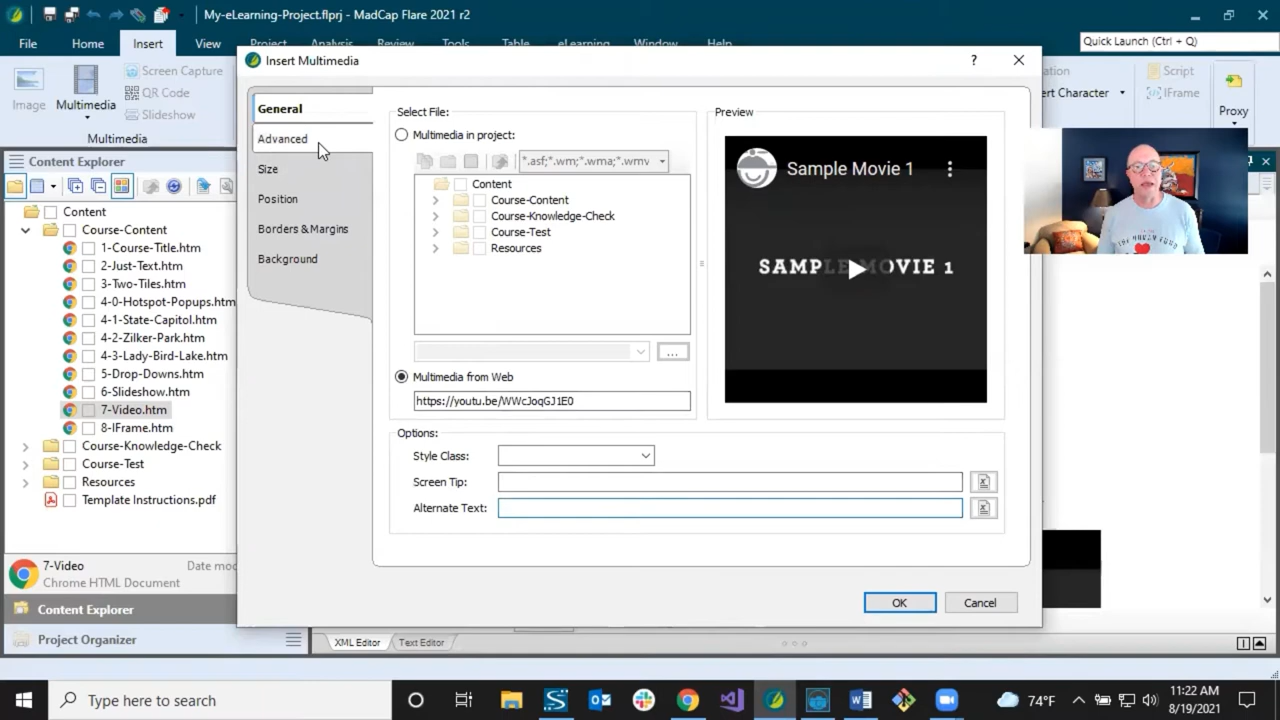 My-eLearning-Project.flprj - MadCap Flare 2021 r2
File Home Insert View Project Analysis Review Tools Table eLearning Window Help
Quick Launch (Ctrl + Q)
Image
Multimedia
Screen Capture
QR Code
Slideshow
Multimedia
Script
IFrame
Proxy
Content Explorer
Content
Course-Content
1-Course-Title.htm
2-Just-Text.htm
3-Two-Tiles.htm
4-0-Hotspot-Popups.htm
4-1-State-Capitol.htm
4-2-Zilker-Park.htm
4-3-Lady-Bird-Lake.htm
5-Drop-Downs.htm
6-Slideshow.htm
7-Video.htm
8-IFrame.htm
Course-Knowledge-Check
Course-Test
Resources
Template Instructions.pdf
7-Video Date mod
Chrome HTML Document
Content Explorer
Project Organizer
Insert Multimedia
?
General
Advanced
Size
Position
Borders & Margins
Background
Select File:
Multimedia in project:
*.asf;*.wm;*.wma;*.wmv
Content
Course-Content
Course-Knowledge-Check
Course-Test
Resources
...
Multimedia from Web
https://youtu.be/WWcJoqGJ1E0
Preview
Sample Movie 1
SAMPLE MOVIE 1
Options:
Style Class:
Screen Tip:
Alternate Text:
OK Cancel
ert Character
XML Editor Text Editor
Type here to search
74°F
11:22 AM
8/19/2021